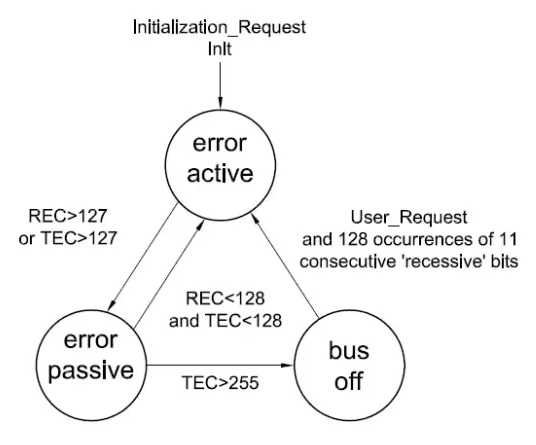 Initialization_Request
InIt
error
active
REC>127
or TEC>127
User_Request
and 128 occurrences of 11
consecutive 'recessive' bits
REC<128
and TEC<128
error
passive
bus
off
TEC>255